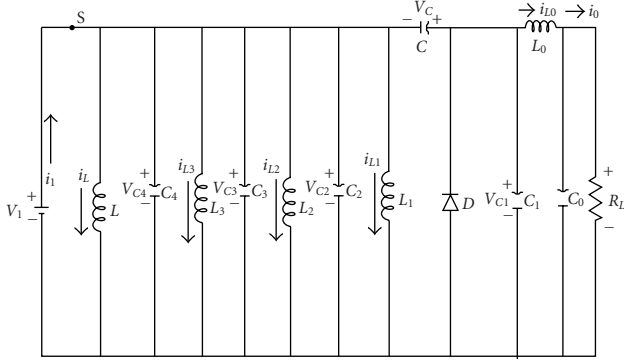 V_C
i_L0 i_0
S
− +
C
L_0
i_1
i_L
i_L3
i_L2
i_L1
+ + + + + +
V_1 L V_C4 C_4 L_3 V_C3 C_3 L_2 V_C2 C_2 L_1 D V_C1 C_1 C_0 R_L
− − − − − −